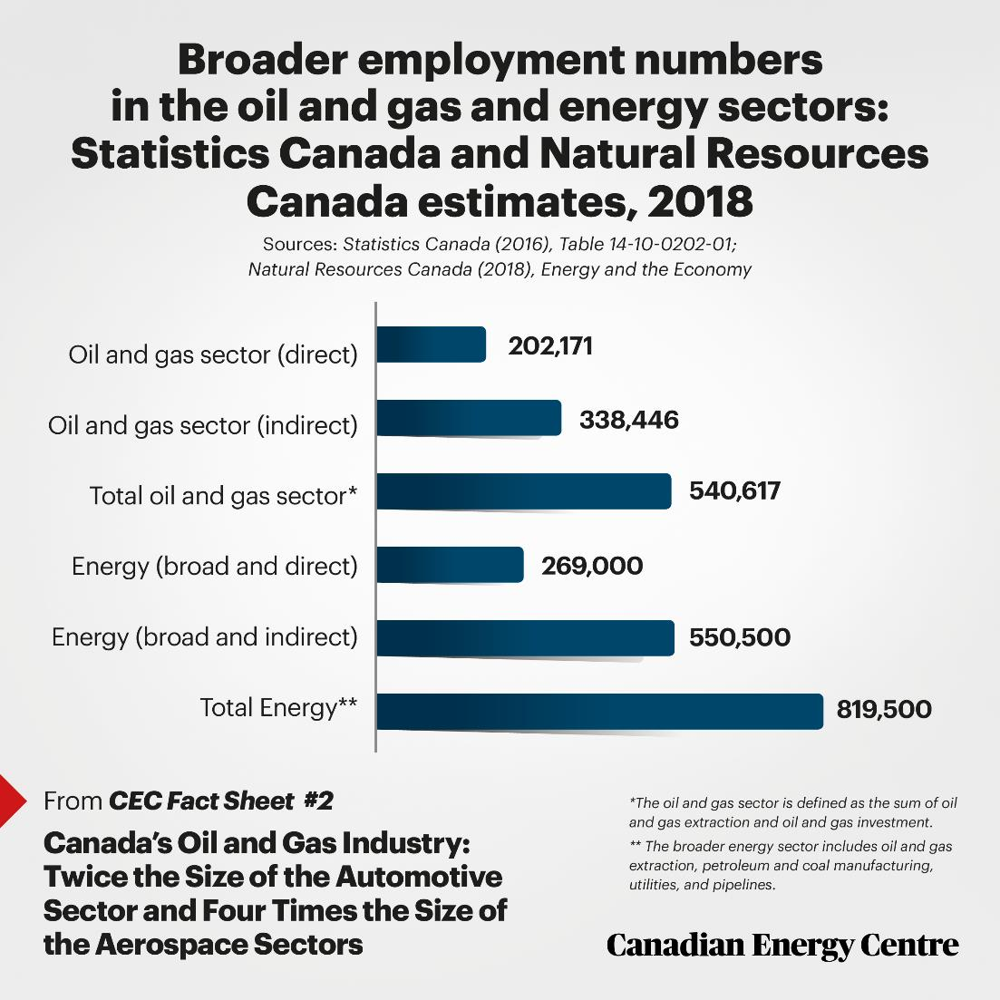 Broader employment numbers
in the oil and gas and energy sectors:
Statistics Canada and Natural Resources
Canada estimates, 2018
Sources: Statistics Canada (2016), Table 14-10-0202-01;
Natural Resources Canada (2018), Energy and the Economy
Oil and gas sector (direct) 202,171
Oil and gas sector (indirect) 338,446
Total oil and gas sector* 540,617
Energy (broad and direct) 269,000
Energy (broad and indirect) 550,500
Total Energy** 819,500
From CEC Fact Sheet #2
Canada's Oil and Gas Industry:
Twice the Size of the Automotive
Sector and Four Times the Size of
the Aerospace Sectors
*The oil and gas sector is defined as the sum of oil
and gas extraction and oil and gas investment.
** The broader energy sector includes oil and gas
extraction, petroleum and coal manufacturing,
utilities, and pipelines.
Canadian Energy Centre